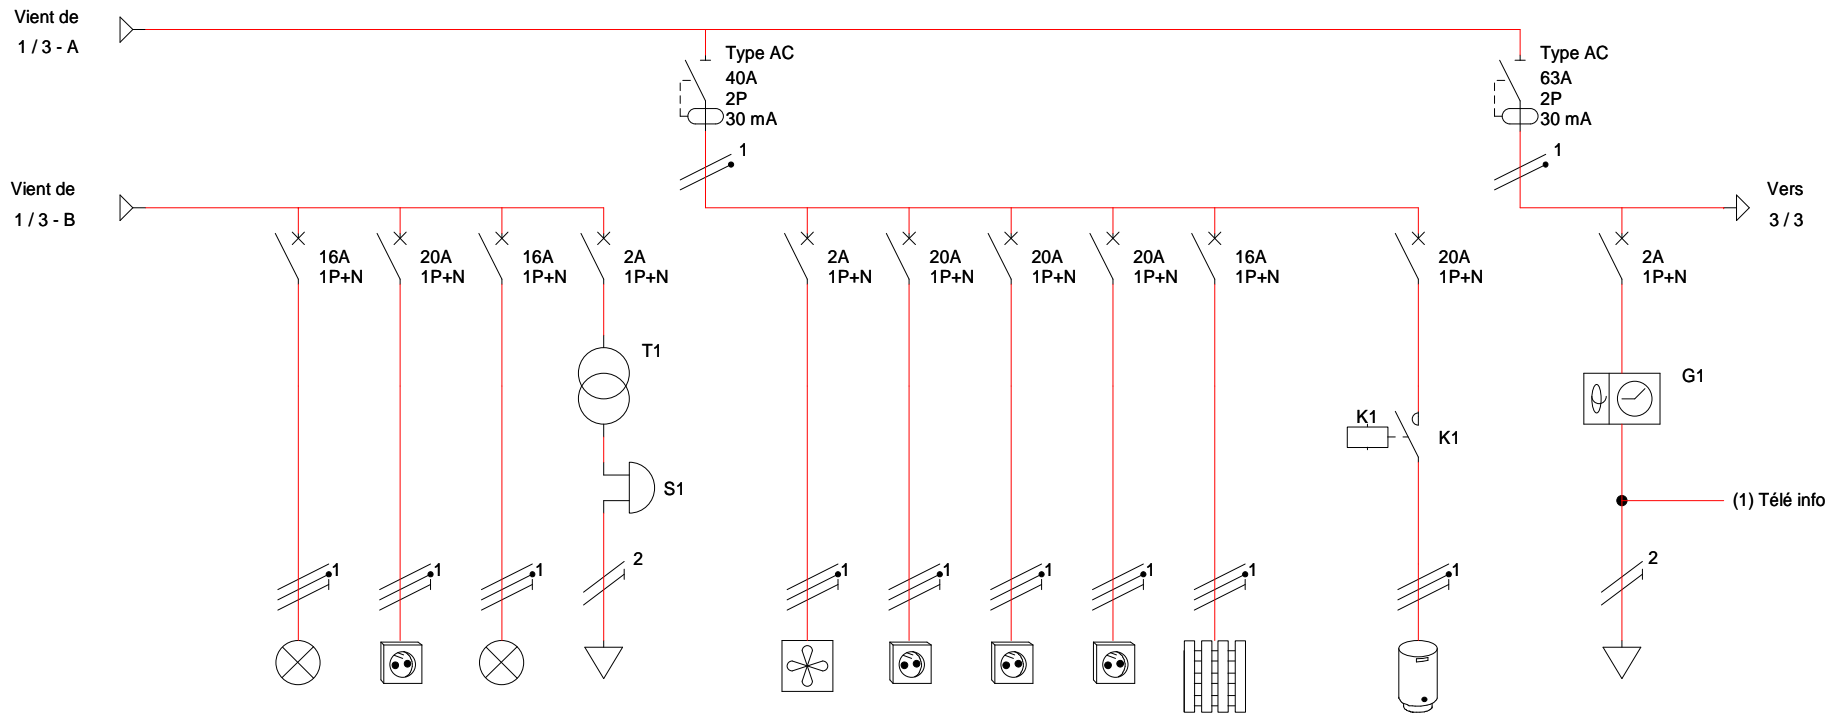 Vient de
1 / 3 - A
Type AC
40A
2P
30 mA
1
Type AC
63A
2P
30 mA
1
Vient de
1 / 3 - B
Vers
3 / 3
16A
1P+N
20A
1P+N
16A
1P+N
2A
1P+N
2A
1P+N
20A
1P+N
20A
1P+N
20A
1P+N
16A
1P+N
20A
1P+N
2A
1P+N
T1
G1
K1
K1
S1
(1) Télé info
1
1
1
2
1
1
1
1
1
1
2